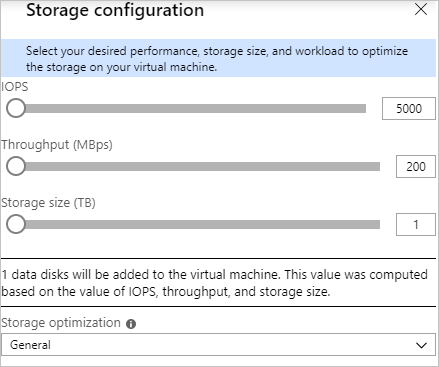 Storage configuration
Select your desired performance, storage size, and workload to optimize
the storage on your virtual machine.
IOPS
5000
Throughput (MBps)
200
Storage size (TB)
1
1 data disks will be added to the virtual machine. This value was computed
based on the value of IOPS, throughput, and storage size.
Storage optimization
General